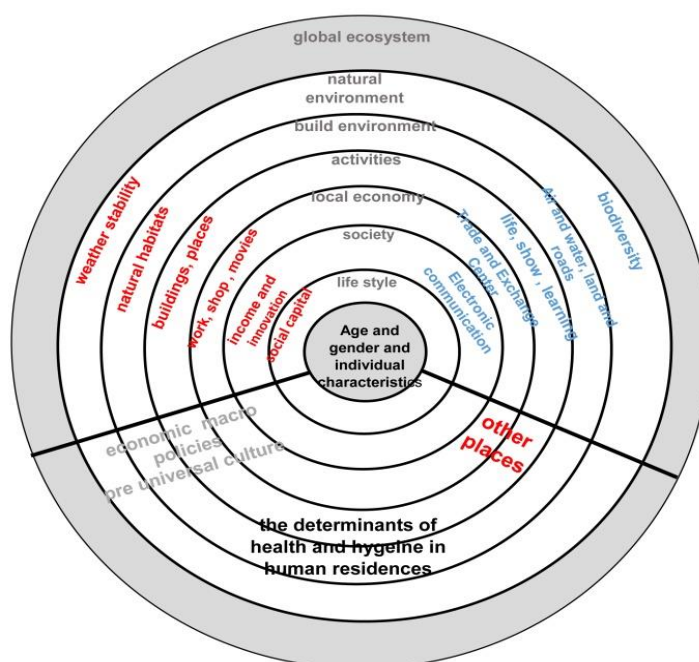 global ecosystem
natural
environment
build environment
activities
local economy
society
life style
Age and
gender and
individual
characteristics
weather stability
natural habitats
buildings, places
work, shop , movies
income and
innovation
social capital
biodiversity
Air and water, land and
roads
life, show , learning
Trade and Exchange
Center
Electronic
communication
economic macro
policies
pre universal culture
other
places
the determinants of
health and hygeine in
human residences